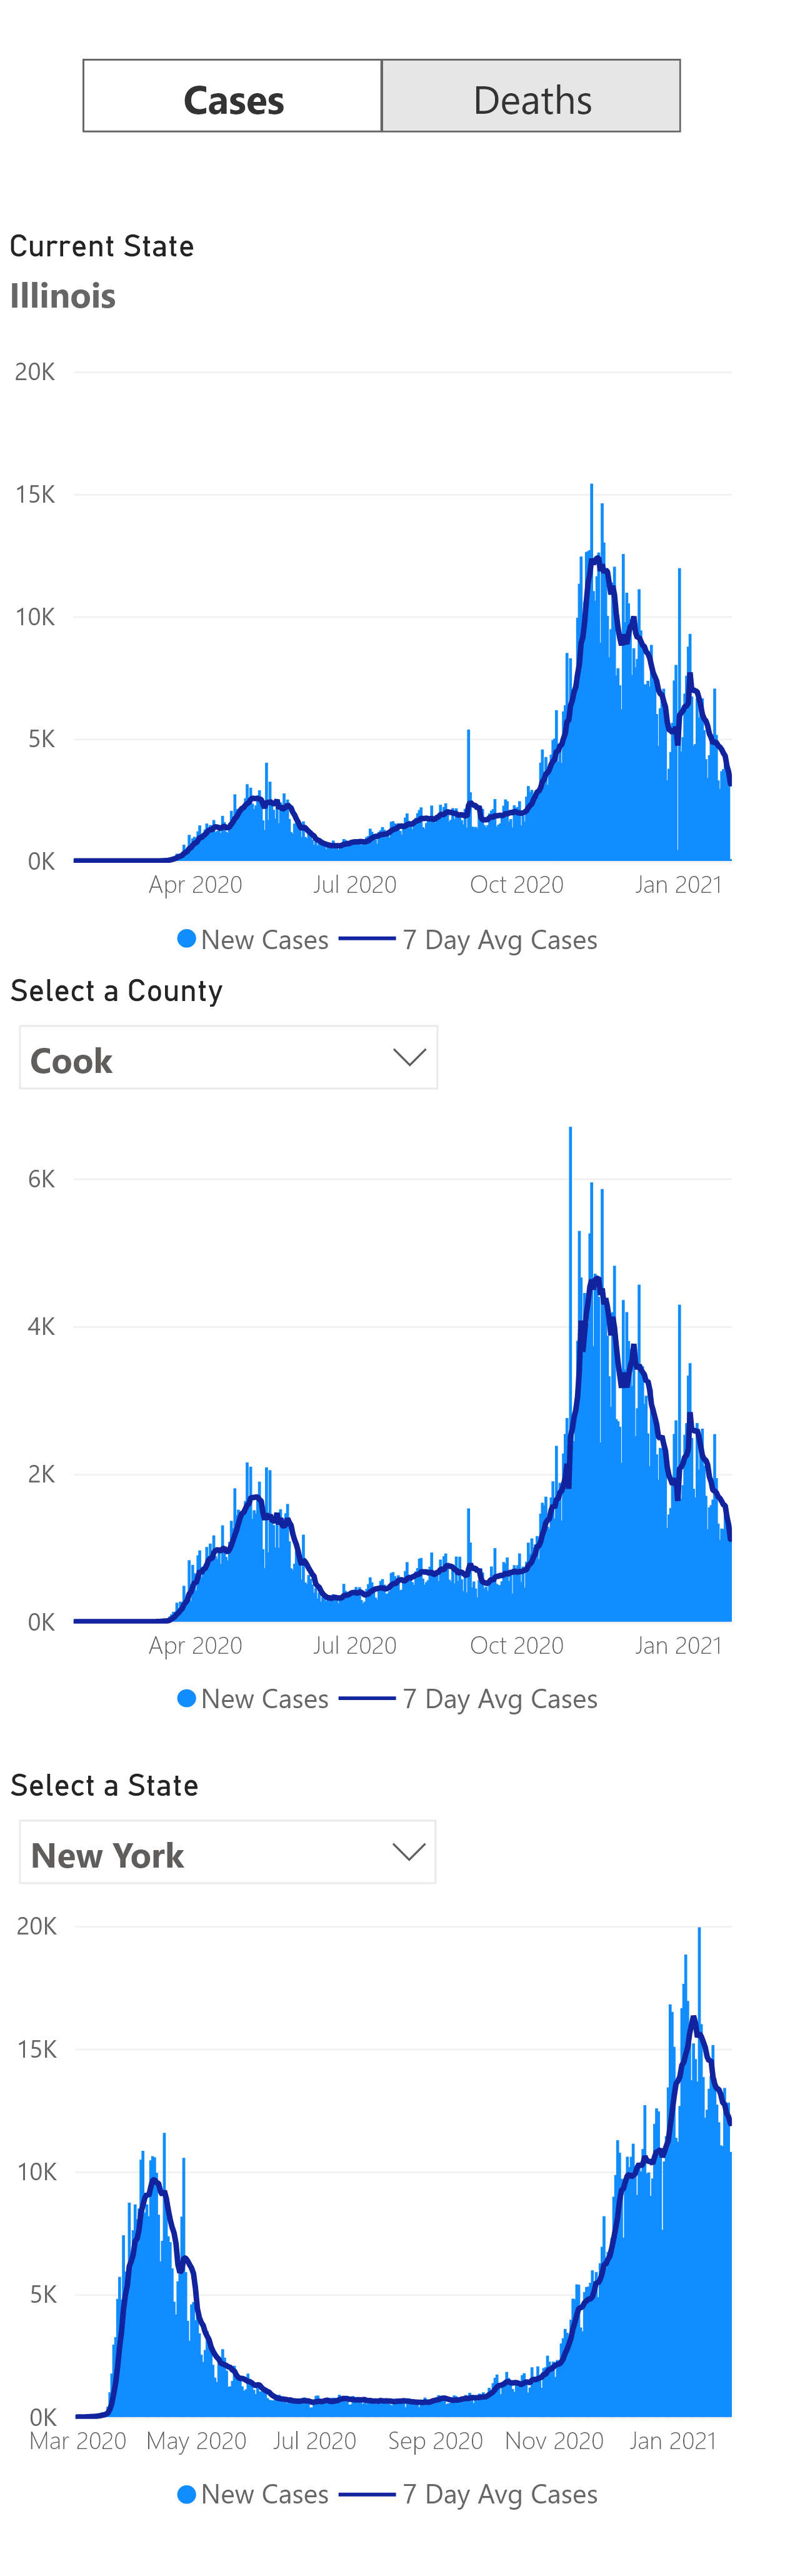 Cases Deaths
Current State
Illinois
20K
15K
10K
5K
0K
Apr 2020 Jul 2020 Oct 2020 Jan 2021
New Cases 7 Day Avg Cases
Select a County
Cook
6K
4K
2K
0K
Apr 2020 Jul 2020 Oct 2020 Jan 2021
New Cases 7 Day Avg Cases
Select a State
New York
20K
15K
10K
5K
0K
Mar 2020 May 2020 Jul 2020 Sep 2020 Nov 2020 Jan 2021
New Cases 7 Day Avg Cases